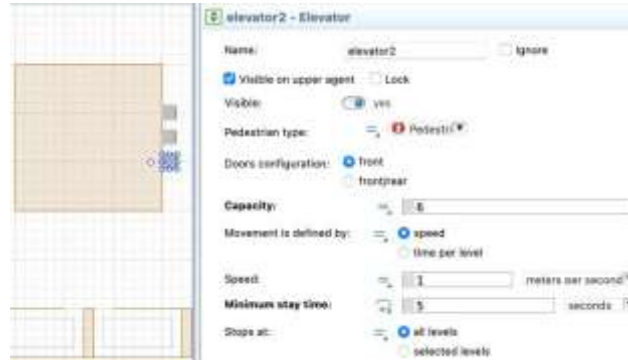 elevator2 - Elevator
Name: elevator2 Ignore
Visible on upper agent Lock
Visible: yes
Pedestrian type: Pedestri
Doors configuration: front
front/rear
Capacity: 6
Movement is defined by: speed
time per level
Speed: 1 meters per second
Minimum stay time: 5 seconds
Stops at: all levels
selected levels